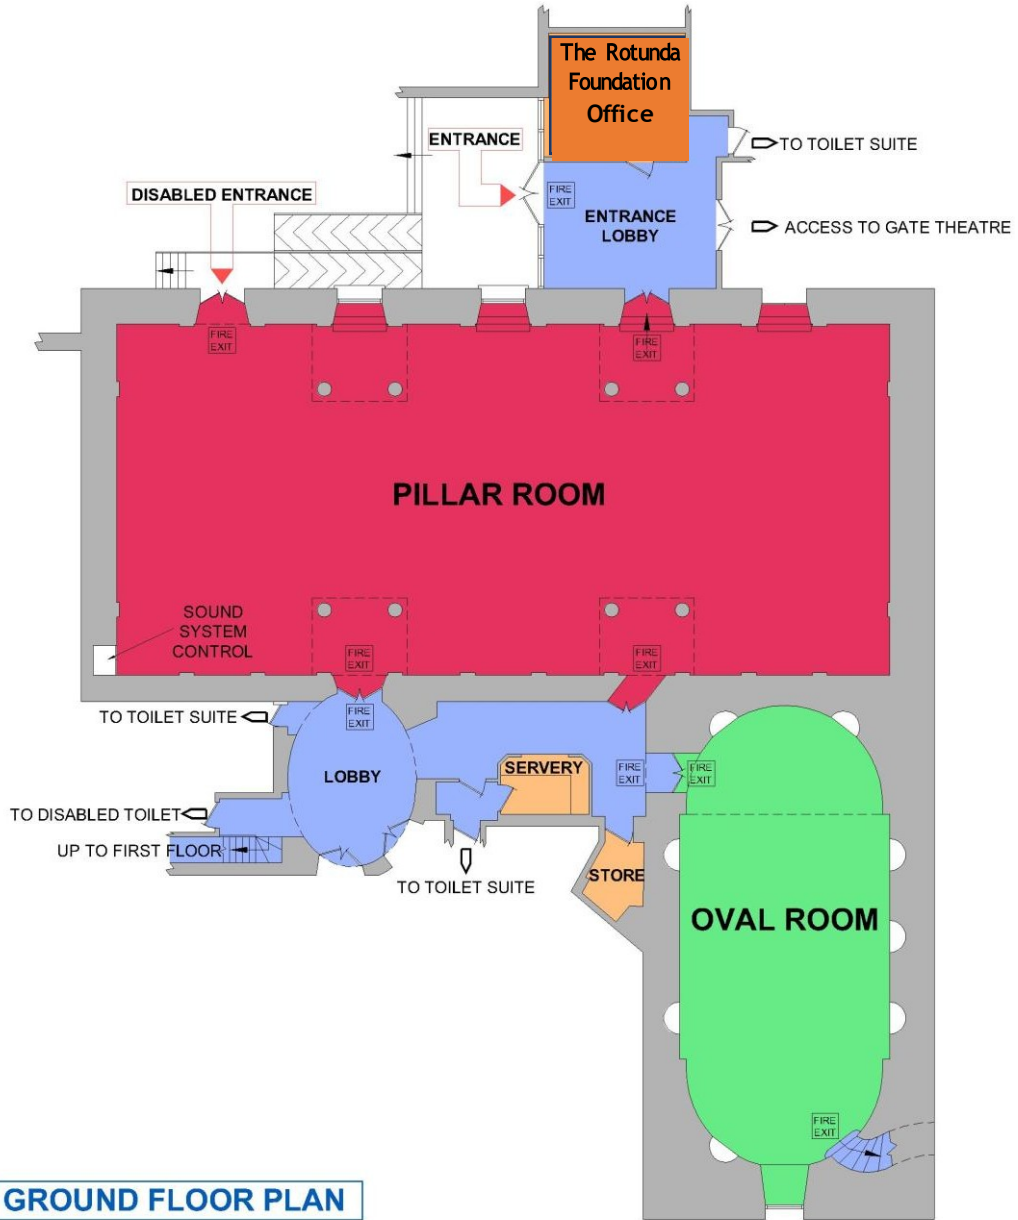 The Rotunda
Foundation
Office
ENTRANCE
TO TOILET SUITE
DISABLED ENTRANCE
FIRE
EXIT
ENTRANCE
LOBBY
ACCESS TO GATE THEATRE
FIRE
EXIT
FIRE
EXIT
PILLAR ROOM
SOUND
SYSTEM
CONTROL
FIRE
EXIT
FIRE
EXIT
TO TOILET SUITE
FIRE
EXIT
LOBBY
SERVERY
FIRE
EXIT
FIRE
EXIT
TO DISABLED TOILET
UP TO FIRST FLOOR
TO TOILET SUITE
STORE
OVAL ROOM
FIRE
EXIT
GROUND FLOOR PLAN